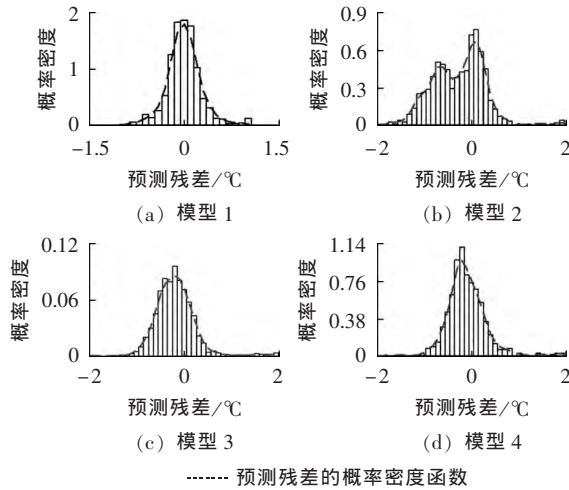 概率密度
2
1
0
-1.5
0
1.5
预测残差/℃
(a) 模型 1
概率密度
0.9
0.6
0.3
0
-2
0
2
预测残差/℃
(b) 模型 2
概率密度
0.12
0.06
0
-2
0
2
预测残差/℃
(c) 模型 3
概率密度
1.14
0.76
0.38
0
-2
0
2
预测残差/℃
(d) 模型 4
预测残差的概率密度函数